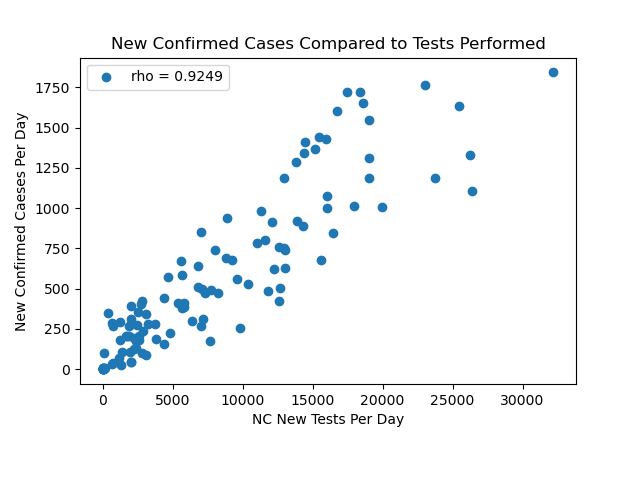 New Confirmed Cases Compared to Tests Performed
rho = 0.9249
New Confirmed Caeses Per Day
1750
1500
1250
1000
750
500
250
0
0 5000 10000 15000 20000 25000 30000
NC New Tests Per Day